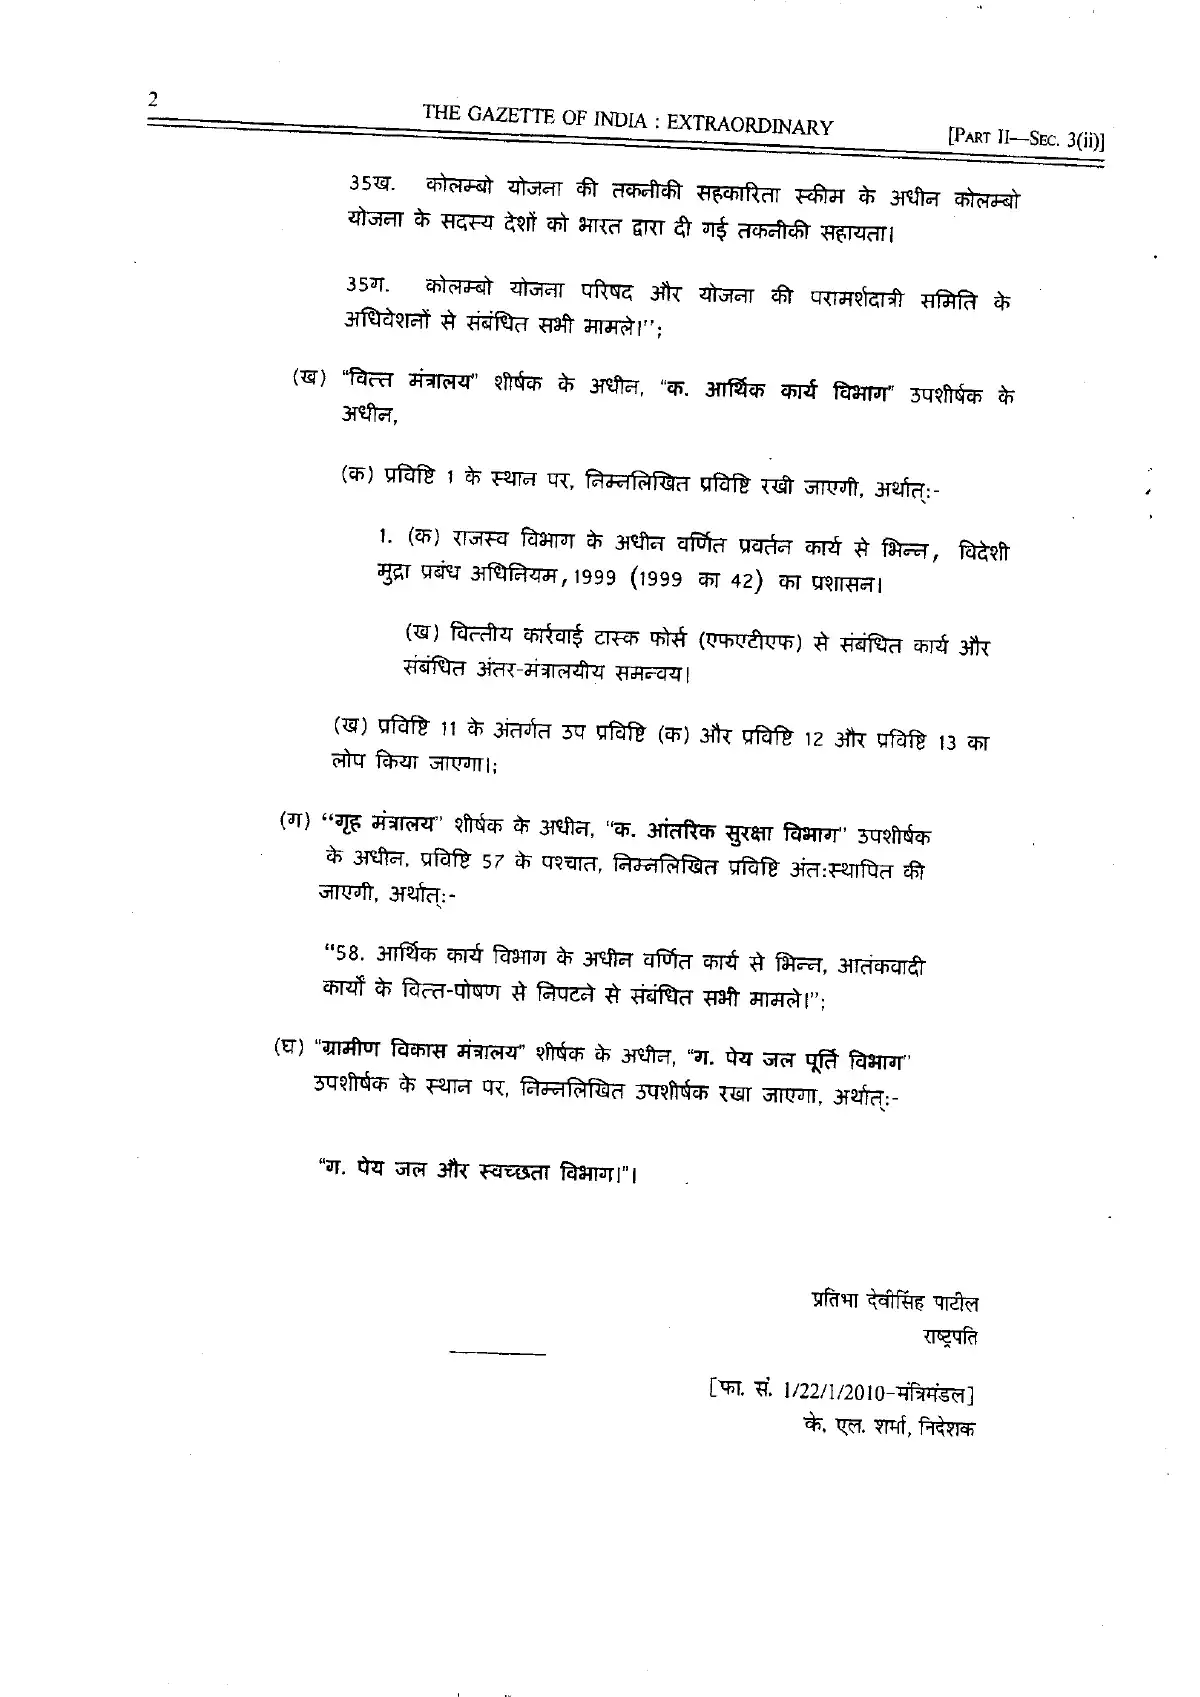 2
THE GAZETTE OF INDIA : EXTRAORDINARY
[PART II—SEC. 3(ii)]
35ख. कोलम्बो योजना की तकनीकी सहकारिता स्कीम के अधीन कोलम्बो
योजना के सदस्य देशों को भारत द्वारा दी गई तकनीकी सहायता।
35ग. कोलम्बो योजना परिषद और योजना की परामर्शदात्री समिति के
अधिवेशनों से संबंधित सभी मामले।";
(ख) "वित्त मंत्रालय" शीर्षक के अधीन, "क. आर्थिक कार्य विभाग" उपशीर्षक के
अधीन,
(क) प्रविष्टि 1 के स्थान पर, निम्नलिखित प्रविष्टि रखी जाएगी, अर्थात्:-
1. (क) राजस्व विभाग के अधीन वर्णित प्रवर्तन कार्य से भिन्न, विदेशी
मुद्रा प्रबंध अधिनियम, 1999 (1999 का 42) का प्रशासन।
(ख) वित्तीय कार्रवाई टास्क फोर्स (एफएटीएफ) से संबंधित कार्य और
संबंधित अंतर-मंत्रालयीय समन्वय।
(ख) प्रविष्टि 11 के अंतर्गत उप प्रविष्टि (क) और प्रविष्टि 12 और प्रविष्टि 13 का
लोप किया जाएगा।;
(ग) "गृह मंत्रालय" शीर्षक के अधीन, "क. आंतरिक सुरक्षा विभाग" उपशीर्षक
के अधीन, प्रविष्टि 57 के पश्चात, निम्नलिखित प्रविष्टि अंत:स्थापित की
जाएगी, अर्थात्:-
"58. आर्थिक कार्य विभाग के अधीन वर्णित कार्य से भिन्न, आतंकवादी
कार्यों के वित्त-पोषण से निपटने से संबंधित सभी मामले।";
(घ) "ग्रामीण विकास मंत्रालय" शीर्षक के अधीन, "ग. पेय जल पूर्ति विभाग"
उपशीर्षक के स्थान पर, निम्नलिखित उपशीर्षक रखा जाएगा, अर्थात्:-
"ग. पेय जल और स्वच्छता विभाग।"।
प्रतिभा देवीसिंह पाटील
राष्ट्रपति
[फा. सं. 1/22/1/2010-मंत्रिमंडल]
के. एल. शर्मा, निदेशक